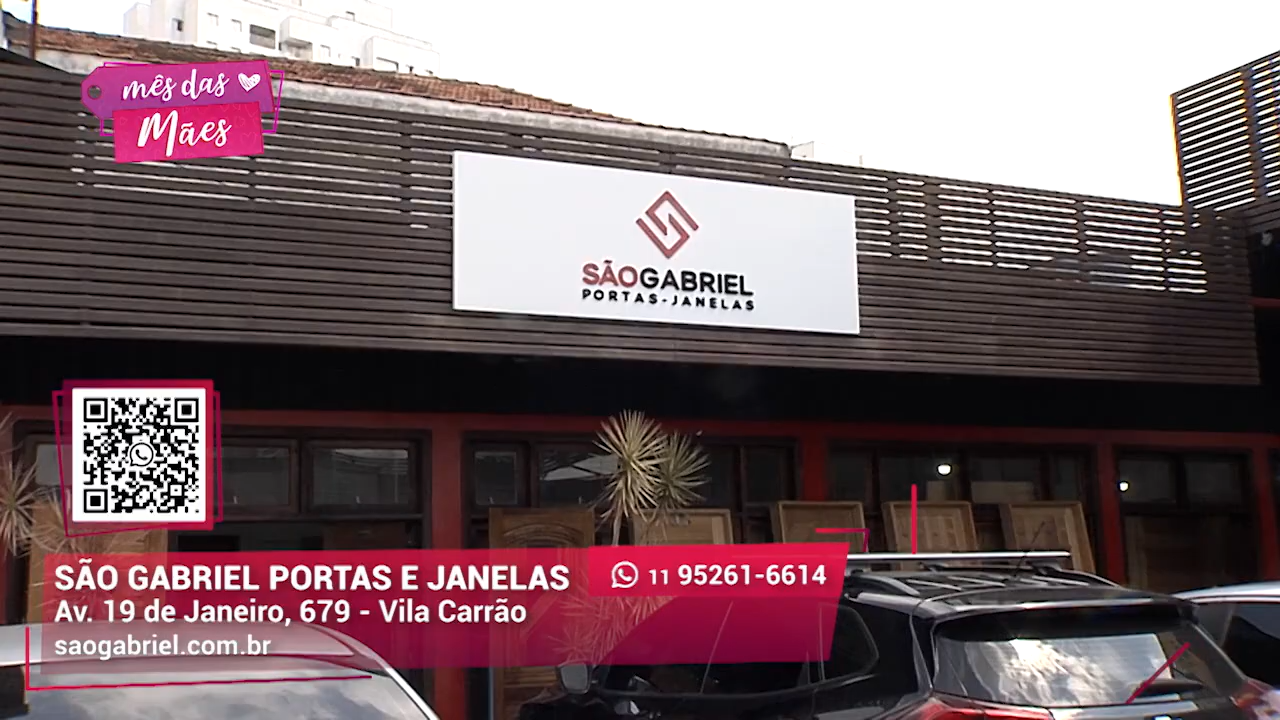 mês das
Mães
SÃOGABRIEL
PORTAS-JANELAS
SÃO GABRIEL PORTAS E JANELAS
11 95261-6614
Av. 19 de Janeiro, 679 - Vila Carrão
saogabriel.com.br